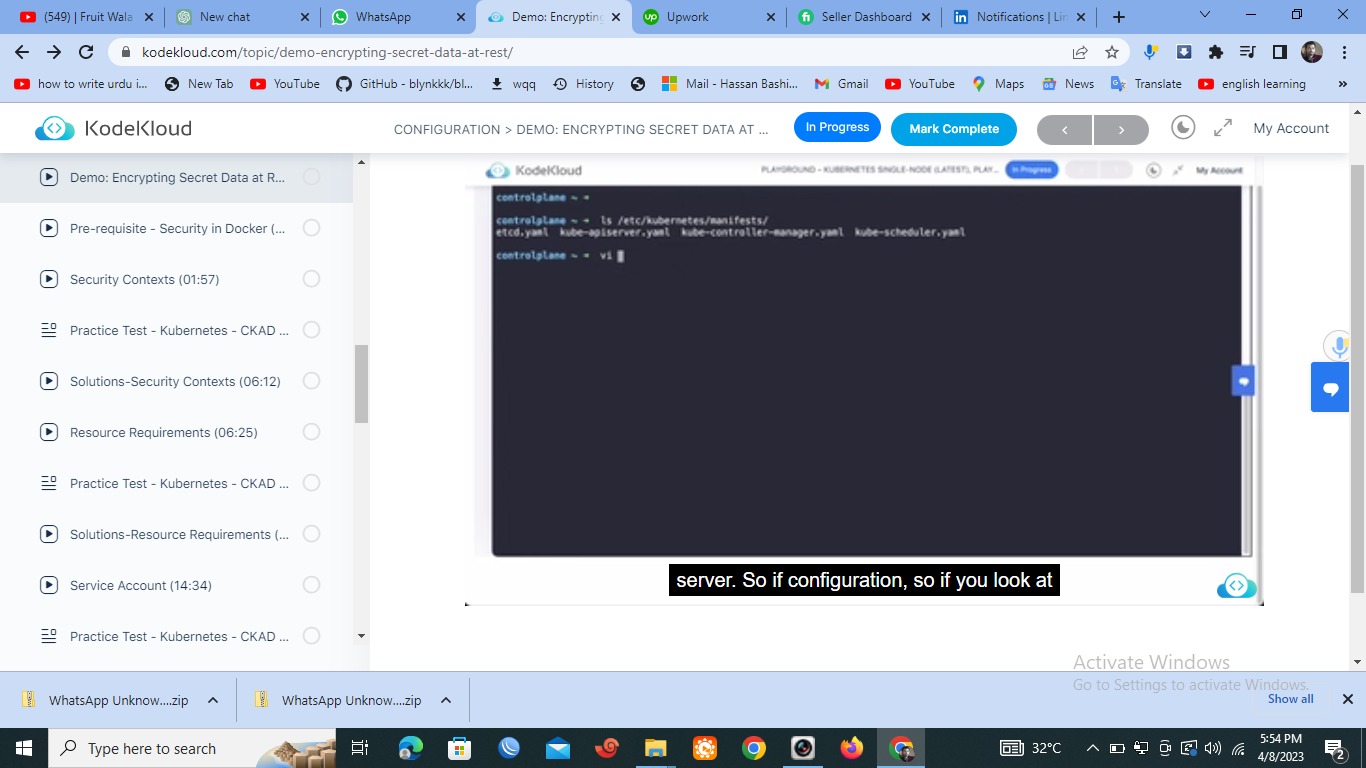 (549) | Fruit Wala
New chat
WhatsApp
Demo: Encrypting
Upwork
Seller Dashboard
Notifications | Lin
kodekloud.com/topic/demo-encrypting-secret-data-at-rest/
how to write urdu i...
New Tab
YouTube
GitHub - blynkkk/bl...
wqq
History
Mail - Hassan Bashi...
Gmail
YouTube
Maps
News
Translate
english learning
»
KodeKloud
CONFIGURATION > DEMO: ENCRYPTING SECRET DATA AT ...
In Progress
Mark Complete
My Account
Demo:Encrypting Secret Data at R...
Pre-requisite - Security in Docker (...
Security Contexts (01:57)
Practice Test - Kubernetes - CKAD ...
Solutions-Security Contexts (06:12)
Resource Requirements (06:25)
Practice Test - Kubernetes - CKAD ...
Solutions-Resource Requirements (...
Service Account (14:34)
Practice Test - Kubernetes - CKAD ...
KodeKloud
PLAYGROUND – KUBERNETES SINGLE-NODE (LATEST), PLAY...
In Progress
My Account
controlplane ~ ➜
controlplane ~ ➜ ls /etc/kubernetes/manifests/
etcd.yaml kube-apiserver.yaml kube-controller-manager.yaml kube-scheduler.yaml
controlplane ~ ➜ vi
server. So if configuration, so if you look at
Activate Windows
Go to Settings to activate Windows.
WhatsApp Unknow....zip
WhatsApp Unknow....zip
Show all
Type here to search
32°C
5:54 PM
4/8/2023
2